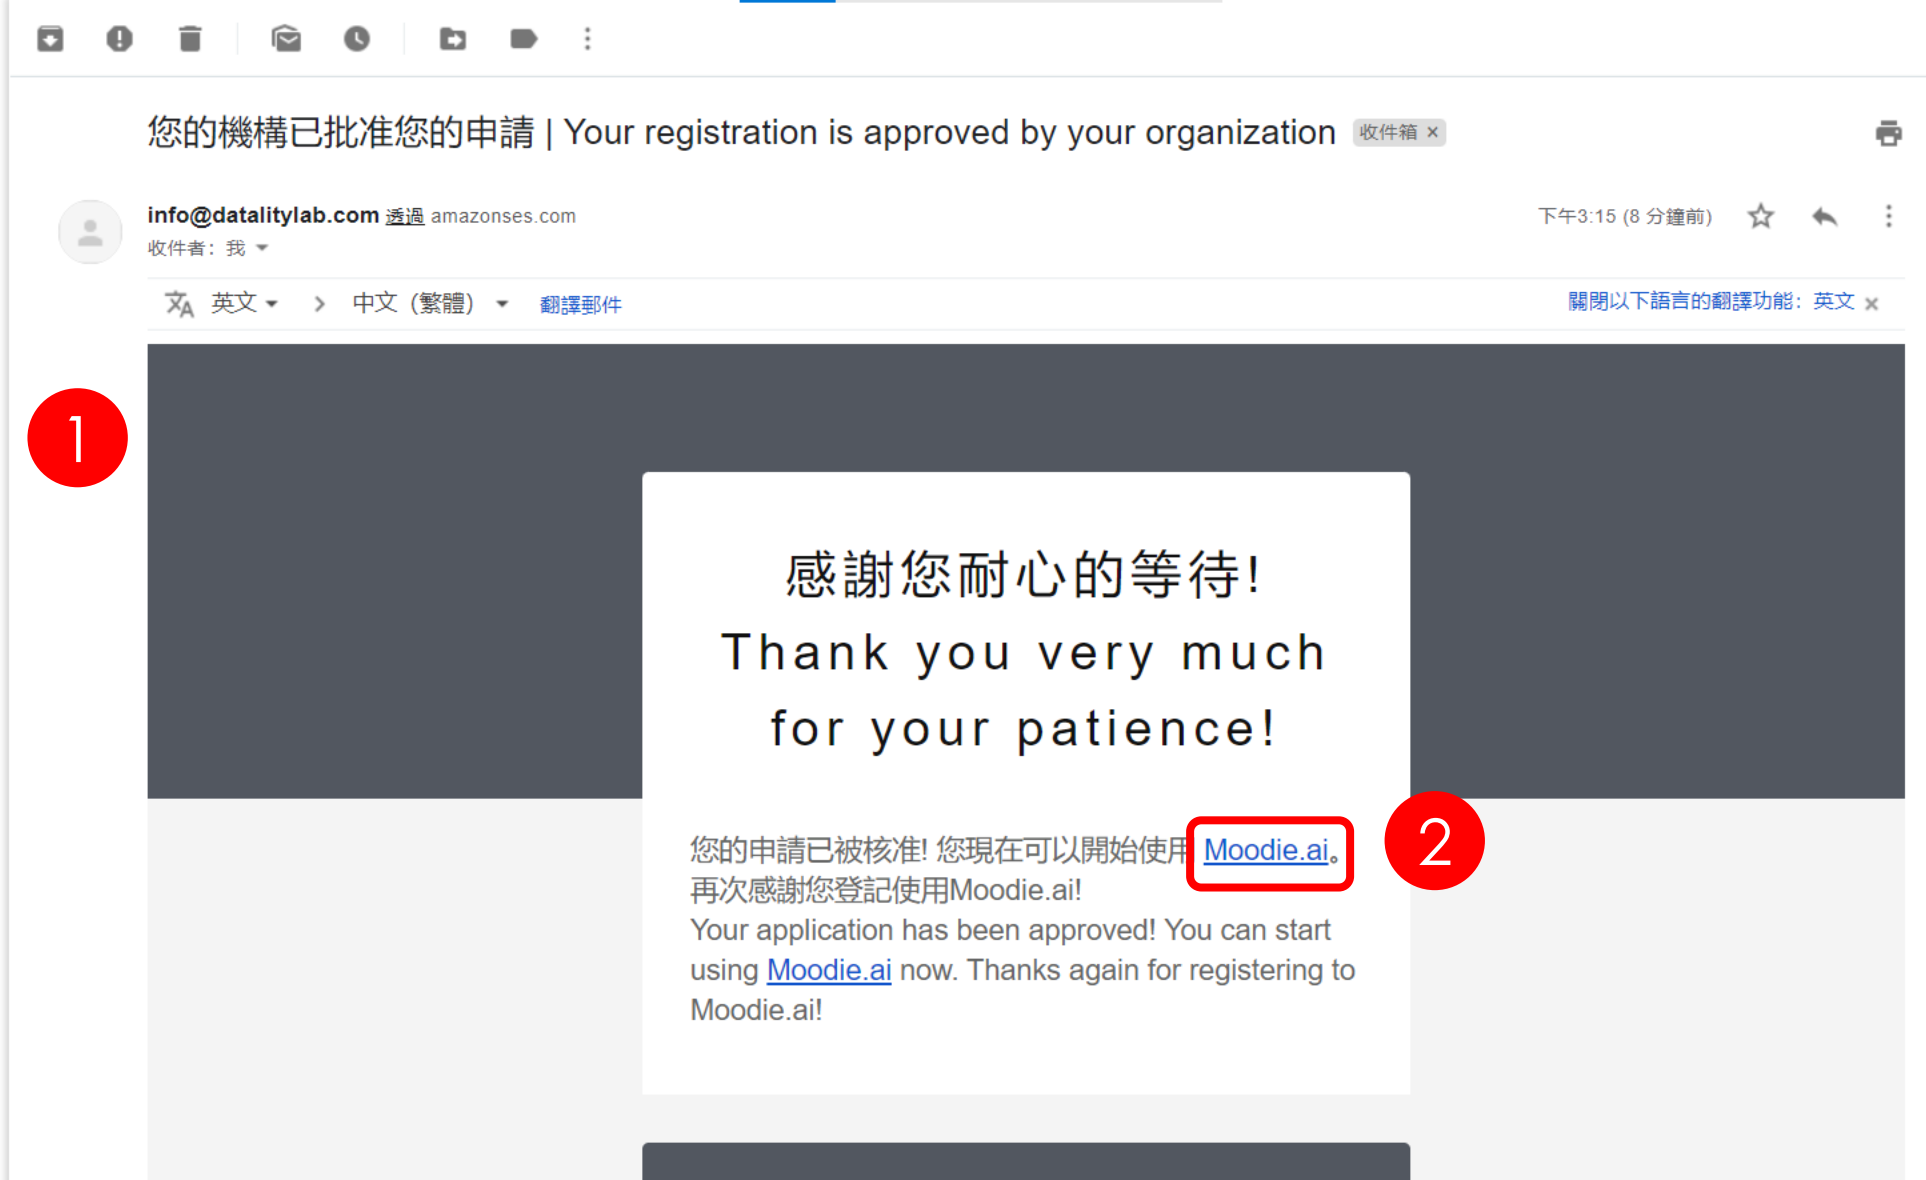 您的機構已批准您的申請 | Your registration is approved by your organization 收件箱 ×
info@datalitylab.com 透過 amazonses.com
下午3:15 (8 分鐘前)
收件者：我
英文 > 中文（繁體） 翻譯郵件
關閉以下語言的翻譯功能：英文 ×
1
感謝您耐心的等待!
Thank you very much
for your patience!
2
您的申請已被核准! 您現在可以開始使用 Moodie.ai。
再次感謝您登記使用Moodie.ai!
Your application has been approved! You can start
using Moodie.ai now. Thanks again for registering to
Moodie.ai!